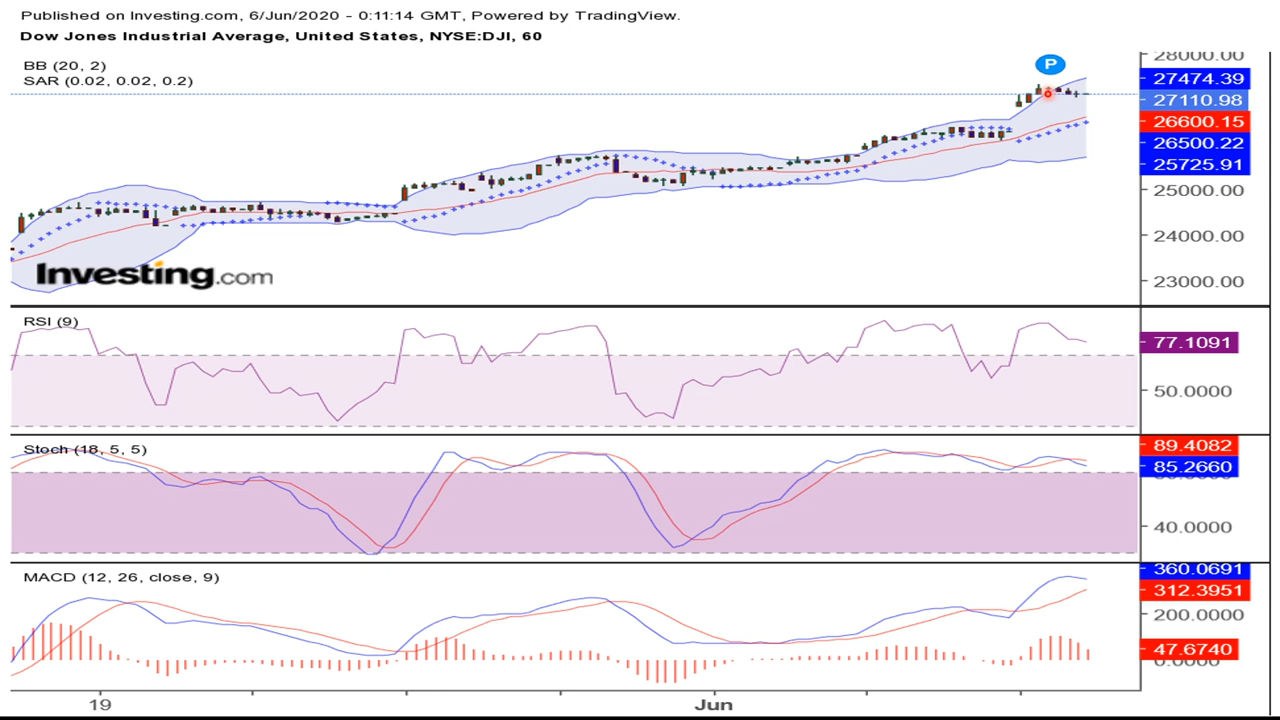 Published on Investing.com, 6/Jun/2020 - 0:11:14 GMT, Powered by TradingView.
Dow Jones Industrial Average, United States, NYSE:DJI, 60
BB (20, 2)
SAR (0.02, 0.02, 0.2)
P
28000.00
27474.39
27110.98
26600.15
26500.22
25725.91
25000.00
24000.00
23000.00
Investing.com
RSI (9)
77.1091
50.0000
Stoch (18, 5, 5)
89.4082
85.2660
40.0000
MACD (12, 26, close, 9)
360.0691
312.3951
200.0000
47.6740
0.0000
19
Jun